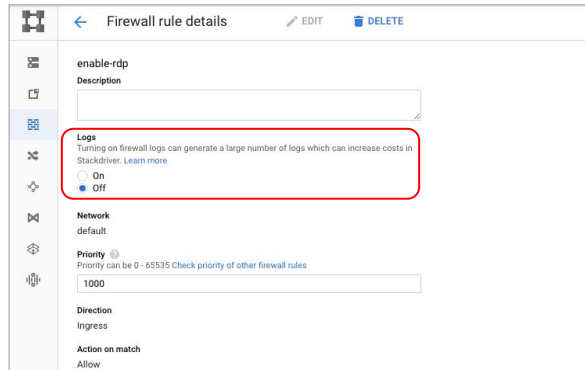 Firewall rule details
EDIT
DELETE
enable-rdp
Description
Logs
Turning on firewall logs can generate a large number of logs which can increase costs in
Stackdriver. Learn more
On
Off
Network
default
Priority
Priority can be 0 - 65535 Check priority of other firewall rules
1000
Direction
Ingress
Action on match
Allow